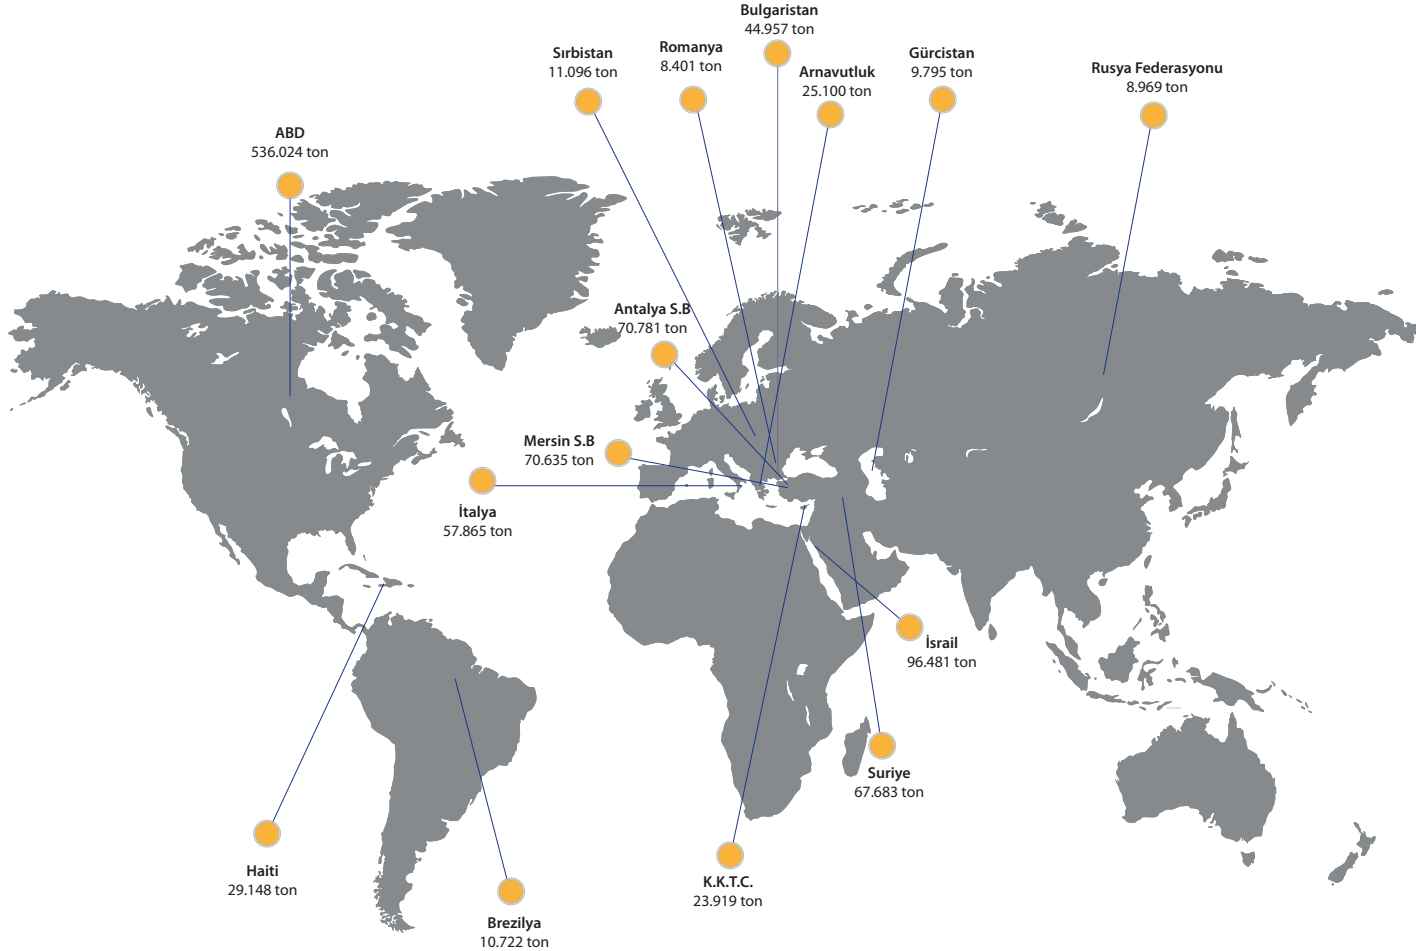 Bulgaristan
44.957 ton
Sırbistan
11.096 ton
Romanya
8.401 ton
Arnavutluk
25.100 ton
Gürcistan
9.795 ton
Rusya Federasyonu
8.969 ton
ABD
536.024 ton
Antalya S.B
70.781 ton
Mersin S.B
70.635 ton
İtalya
57.865 ton
İsrail
96.481 ton
Suriye
67.683 ton
Haiti
29.148 ton
K.K.T.C.
23.919 ton
Brezilya
10.722 ton